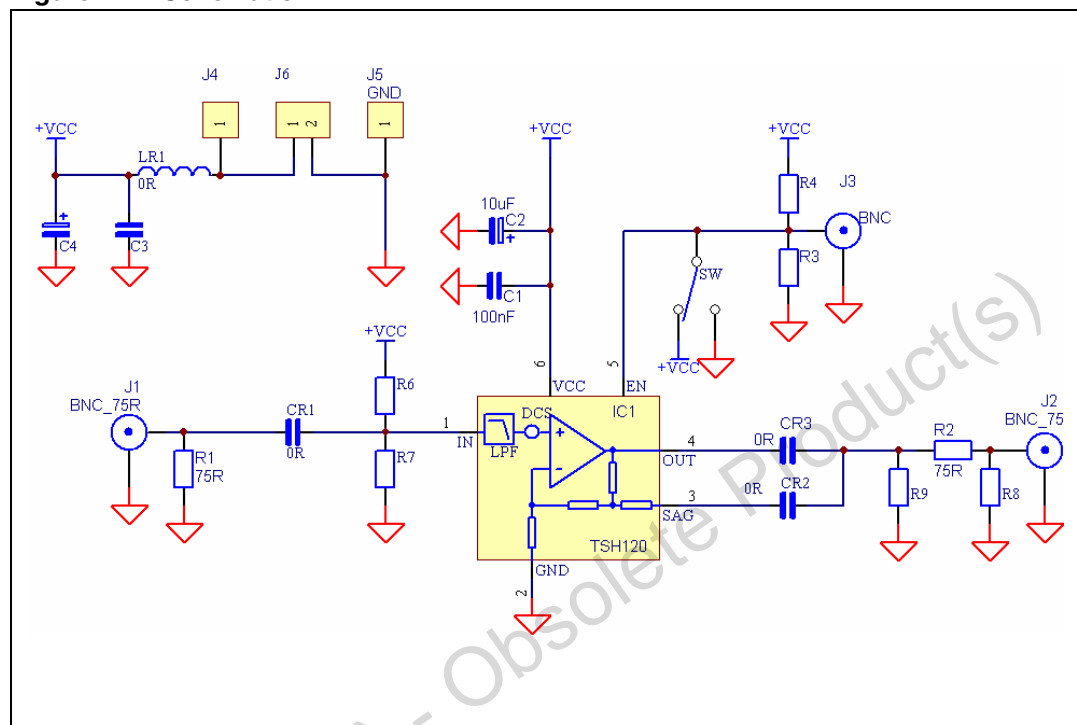 J4
J6
J5
GND
1
1 2
1
+VCC
+VCC
+VCC
LR1
0R
R4
J3
BNC
10uF
C2
C4
C3
R3
SW
C1
100nF
+VCC
+VCC
6
5
VCC
EN
J1
BNC_75R
R6
IC1
CR1
DCS
J2
BNC_75
1
IN
+
4
0R
CR3
R2
LPF
OUT
R1
75R
0R
R7
-
0R
CR2
75R
3
R9
R8
SAG
TSH120
GND
2
- Obsolete Product(s)